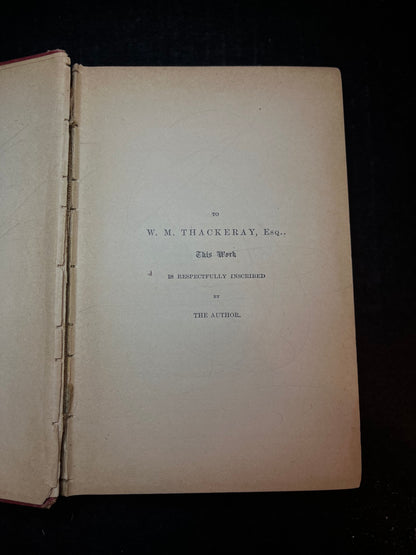 TO
W. M. THACKERAY, Esq.,
This Work
IS RESPECTFULLY INSCRIBED
BY
THE AUTHOR.